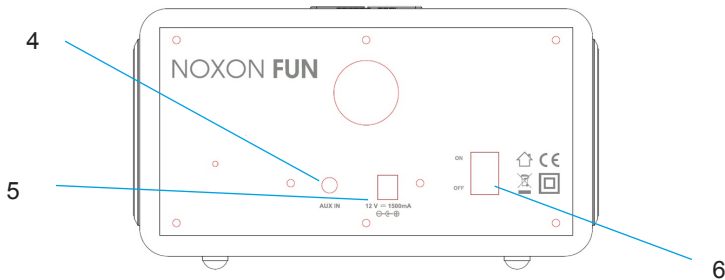 4
NOXON FUN
ON
CE
5
OFF
AUX IN
12 V ⎓ 1500mA
6